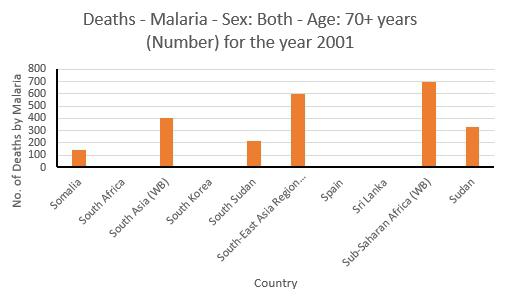 Deaths - Malaria - Sex: Both - Age: 70+ years
(Number) for the year 2001
No. of Deaths by Malaria
800
700
600
500
400
300
200
100
0
Somalia
South Africa
South Asia (WB)
South Korea
South Sudan
South-East Asia Region...
Spain
Sri Lanka
Sub-Saharan Africa (WB)
Sudan
Country